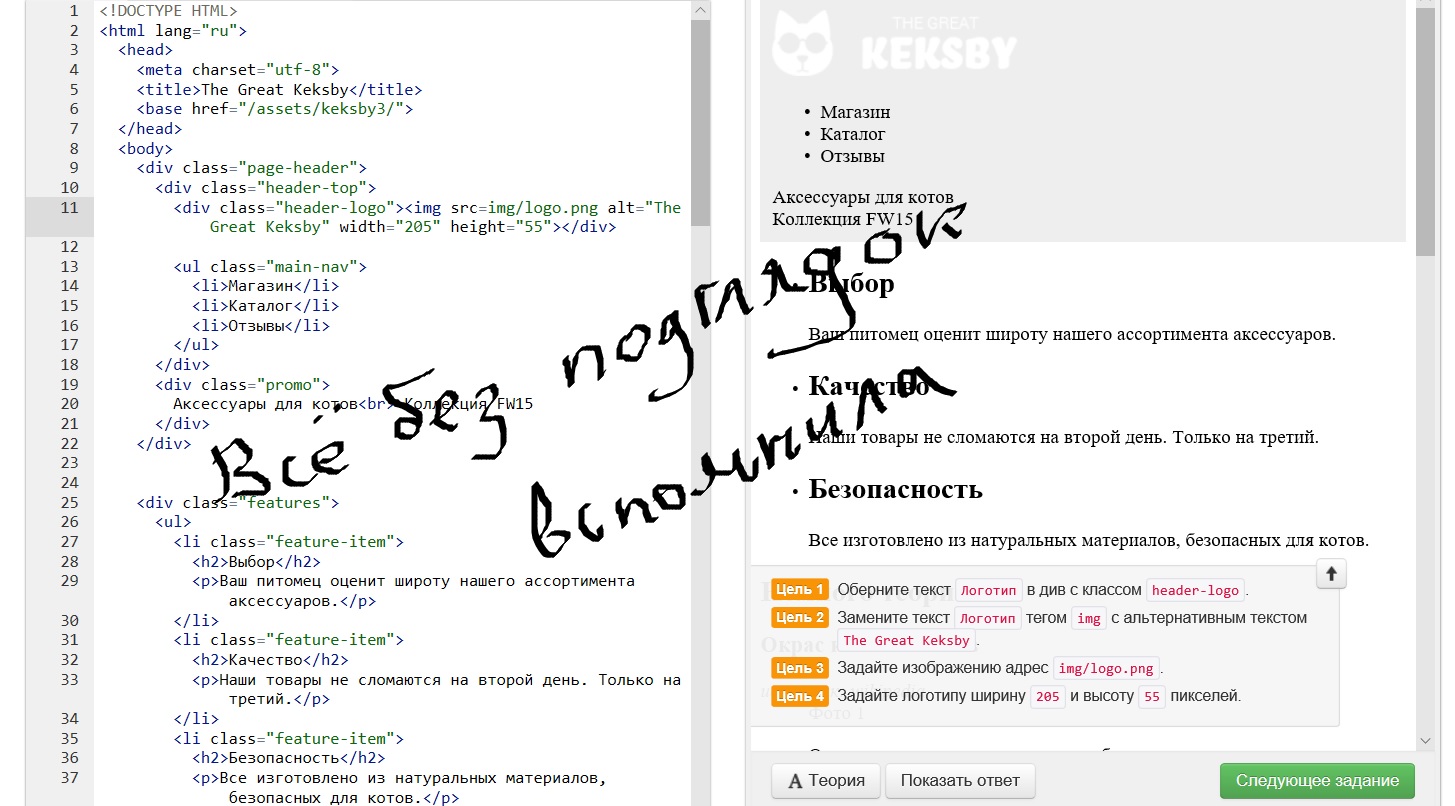 1 <!DOCTYPE HTML>
2 <html lang="ru">
3 <head>
4 <meta charset="utf-8">
5 <title>The Great Keksby</title>
6 <base href="/assets/keksby3/">
7 </head>
8 <body>
9 <div class="page-header">
10 <div class="header-top">
11 <div class="header-logo"><img src=img/logo.png alt="The
Great Keksby" width="205" height="55"></div>
12
13 <ul class="main-nav">
14 <li>Магазин</li>
15 <li>Каталог</li>
16 <li>Отзывы</li>
17 </ul>
18 </div>
19 <div class="promo">
20 Аксессуары для котов<br> Коллекция FW15
21 </div>
22 </div>
23
24
25 <div class="features">
26 <ul>
27 <li class="feature-item">
28 <h2>Выбор</h2>
29 <p>Ваш питомец оценит широту нашего ассортимента
аксессуаров.</p>
30 </li>
31 <li class="feature-item">
32 <h2>Качество</h2>
33 <p>Наши товары не сломаются на второй день. Только на
третий.</p>
34 </li>
35 <li class="feature-item">
36 <h2>Безопасность</h2>
37 <p>Все изготовлено из натуральных материалов,
безопасных для котов.</p>
Всё без подглядок
вспомнила
THE GREAT
KEKSBY
• Магазин
• Каталог
• Отзывы
Аксессуары для котов
Коллекция FW15
• Выбор
Ваш питомец оценит широту нашего ассортимента аксессуаров.
• Качество
Наши товары не сломаются на второй день. Только на третий.
• Безопасность
Все изготовлено из натуральных материалов, безопасных для котов.
Цель 1 Оберните текст Логотип в див с классом header-logo.
Цель 2 Замените текст Логотип тегом img с альтернативным текстом
The Great Keksby.
Цель 3 Задайте изображению адрес img/logo.png.
Цель 4 Задайте логотипу ширину 205 и высоту 55 пикселей.
Фото 1
Теория
Показать ответ
Следующее задание